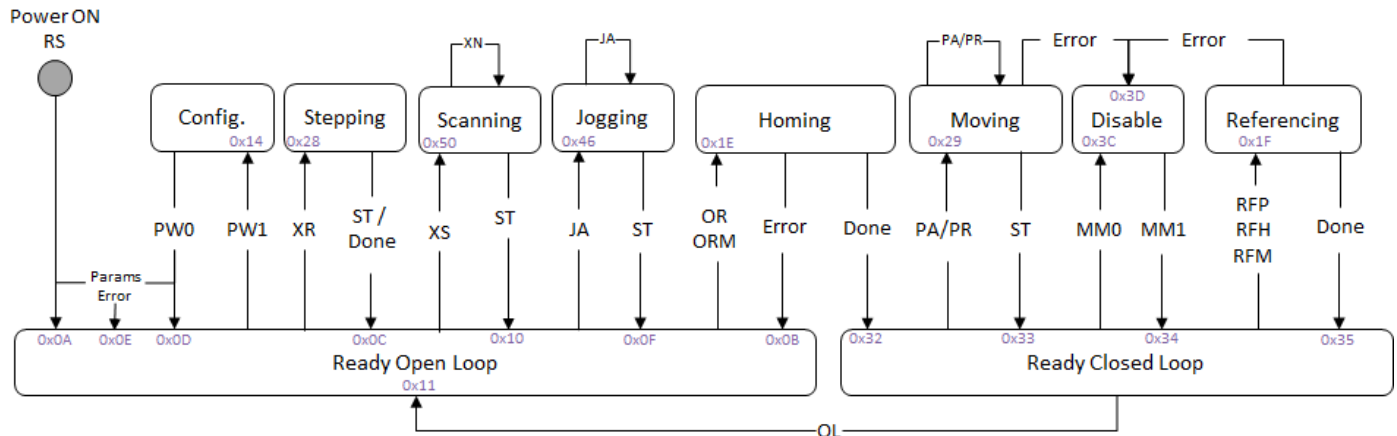 Power ON
RS
XN
JA
PA/PR
Error
Error
Config.
0x14
Stepping
0x28
Scanning
0x50
Jogging
0x46
Homing
0x1E
Moving
0x29
0x3D
Disable
0x3C
Referencing
0x1F
PW0
PW1
XR
ST /
Done
XS
ST
JA
ST
OR
ORM
Error
Done
PA/PR
ST
MM0
MM1
RFP
RFH
RFM
Done
Params
Error
0x0A
0x0E
0x0D
0x0C
0x10
0x0F
0x0B
Ready Open Loop
0x11
0x32
0x33
0x34
0x35
Ready Closed Loop
OL